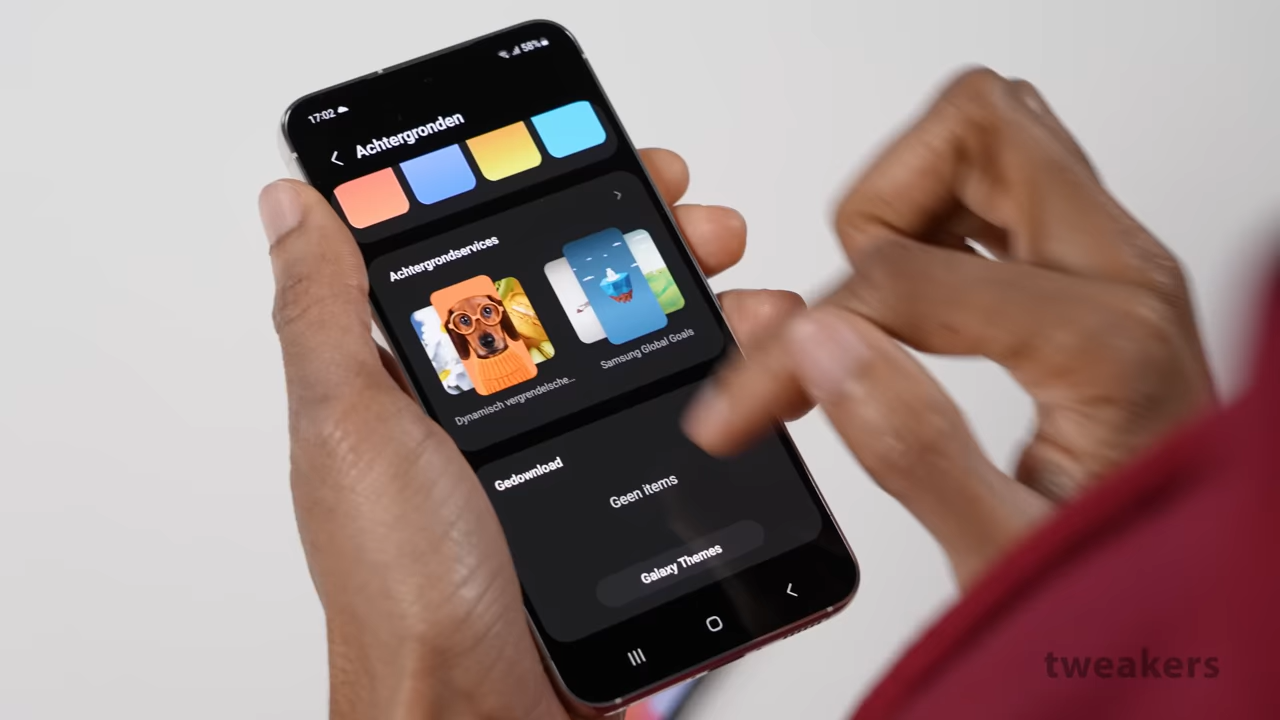 17:02
58%
Achtergronden
Achtergrondservices
Dynamisch vergrendelsche...
Samsung Global Goals
Gedownload
Geen items
Galaxy Themes
tweakers